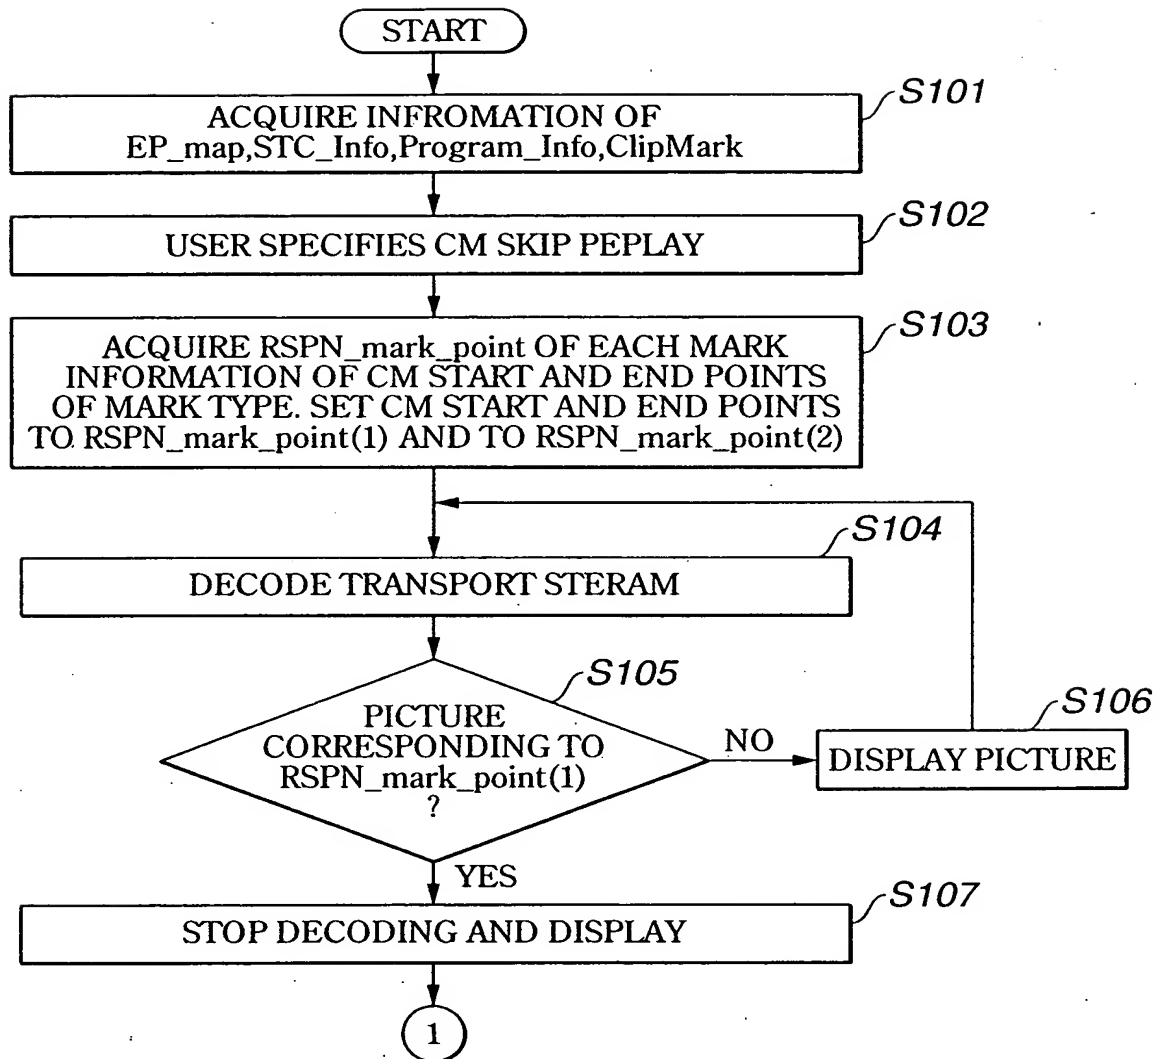 START
S101
ACQUIRE INFROMATION OF
EP_map,STC_Info,Program_Info,ClipMark
S102
USER SPECIFIES CM SKIP PEPLAY
S103
ACQUIRE RSPN_mark_point OF EACH MARK
INFORMATION OF CM START AND END POINTS
OF MARK TYPE. SET CM START AND END POINTS
TO RSPN_mark_point(1) AND TO RSPN_mark_point(2)
S104
DECODE TRANSPORT STERAM
S105
PICTURE
CORRESPONDING TO
RSPN_mark_point(1)
?
NO
S106
DISPLAY PICTURE
YES
S107
STOP DECODING AND DISPLAY
1